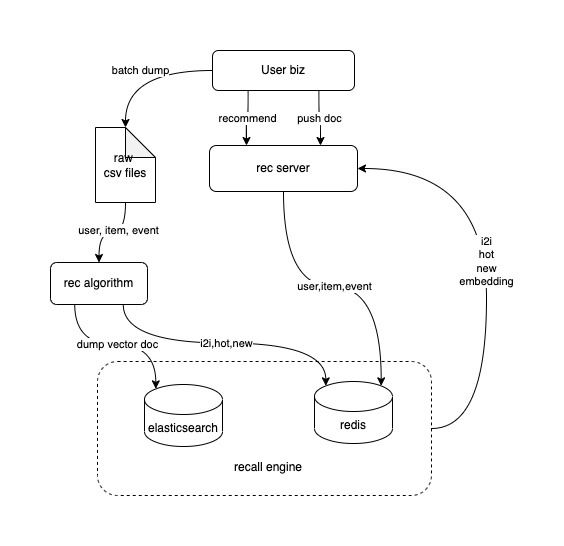 User biz
batch dump
recommend
push doc
raw
csv files
rec server
user, item, event
i2i
hot
new
embedding
rec algorithm
user,item,event
dump vector doc
i2i,hot,new
elasticsearch
redis
recall engine